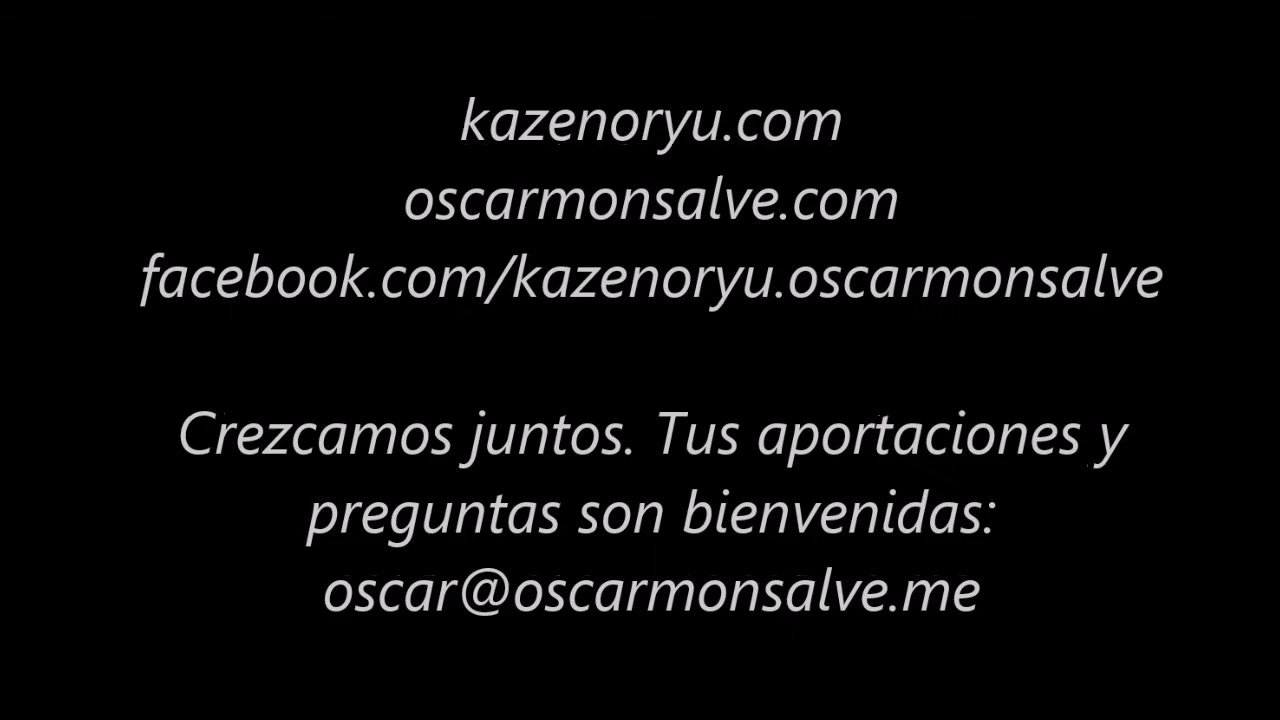 kazenoryu.com
oscarmonsalve.com
facebook.com/kazenoryu.oscarmonsalve
Crezcamos juntos. Tus aportaciones y
preguntas son bienvenidas:
oscar@oscarmonsalve.me